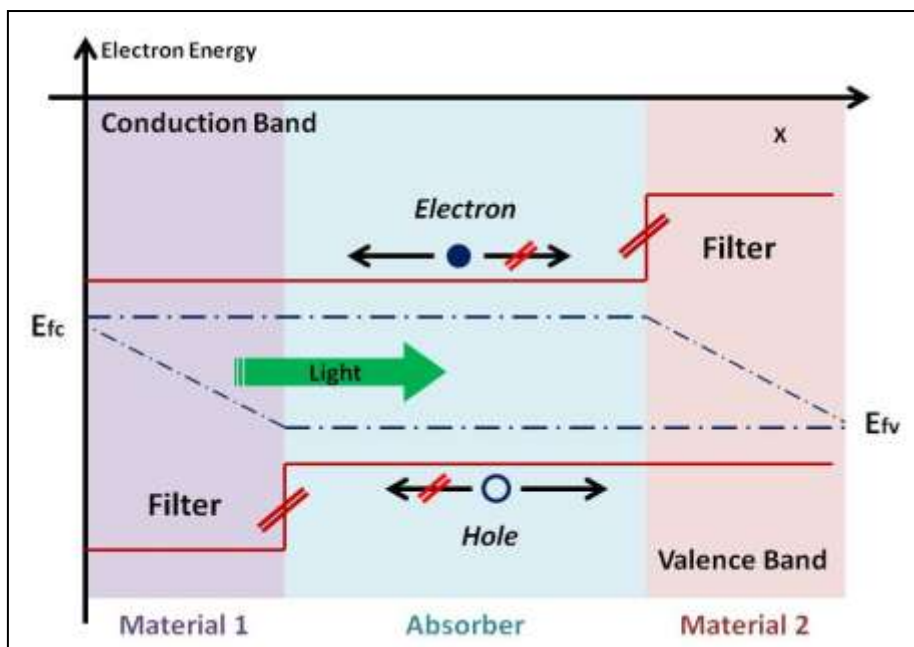 Electron Energy
Conduction Band
x
Electron
Filter
Efc
Light
Efv
Filter
Hole
Valence Band
Material 1
Absorber
Material 2